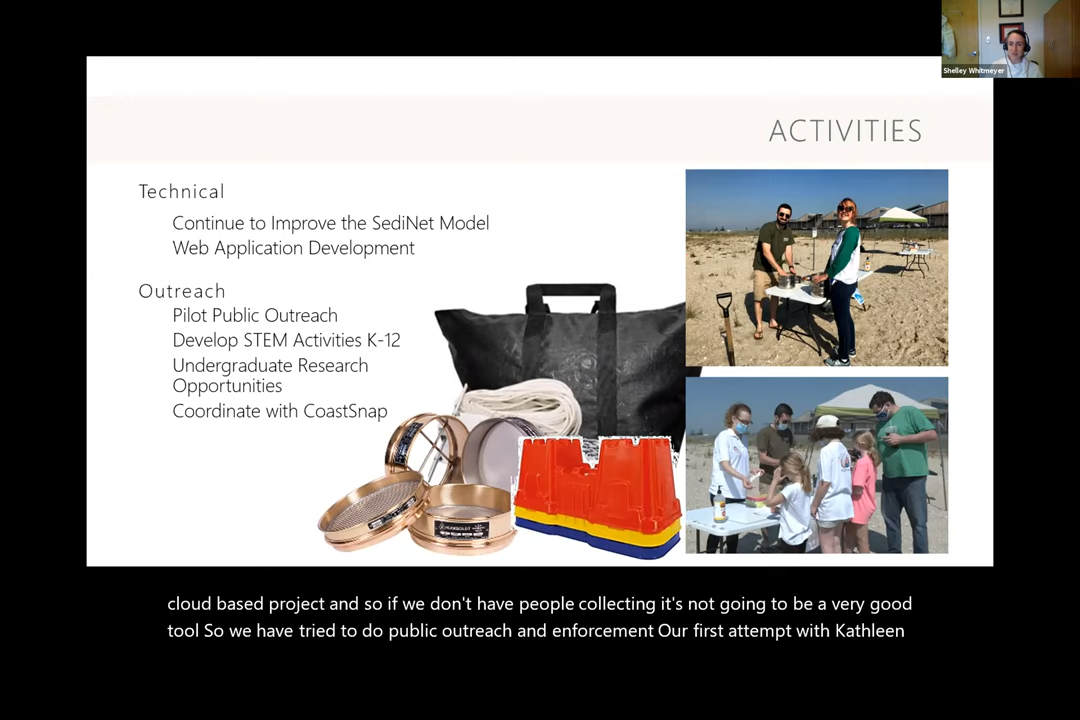 Shelley Whitmeyer
ACTIVITIES
Technical
Continue to Improve the SediNet Model
Web Application Development
Outreach
Pilot Public Outreach
Develop STEM Activities K-12
Undergraduate Research
Opportunities
Coordinate with CoastSnap
HUMBOLDT
cloud based project and so if we don't have people collecting it's not going to be a very good
tool So we have tried to do public outreach and enforcement Our first attempt with Kathleen